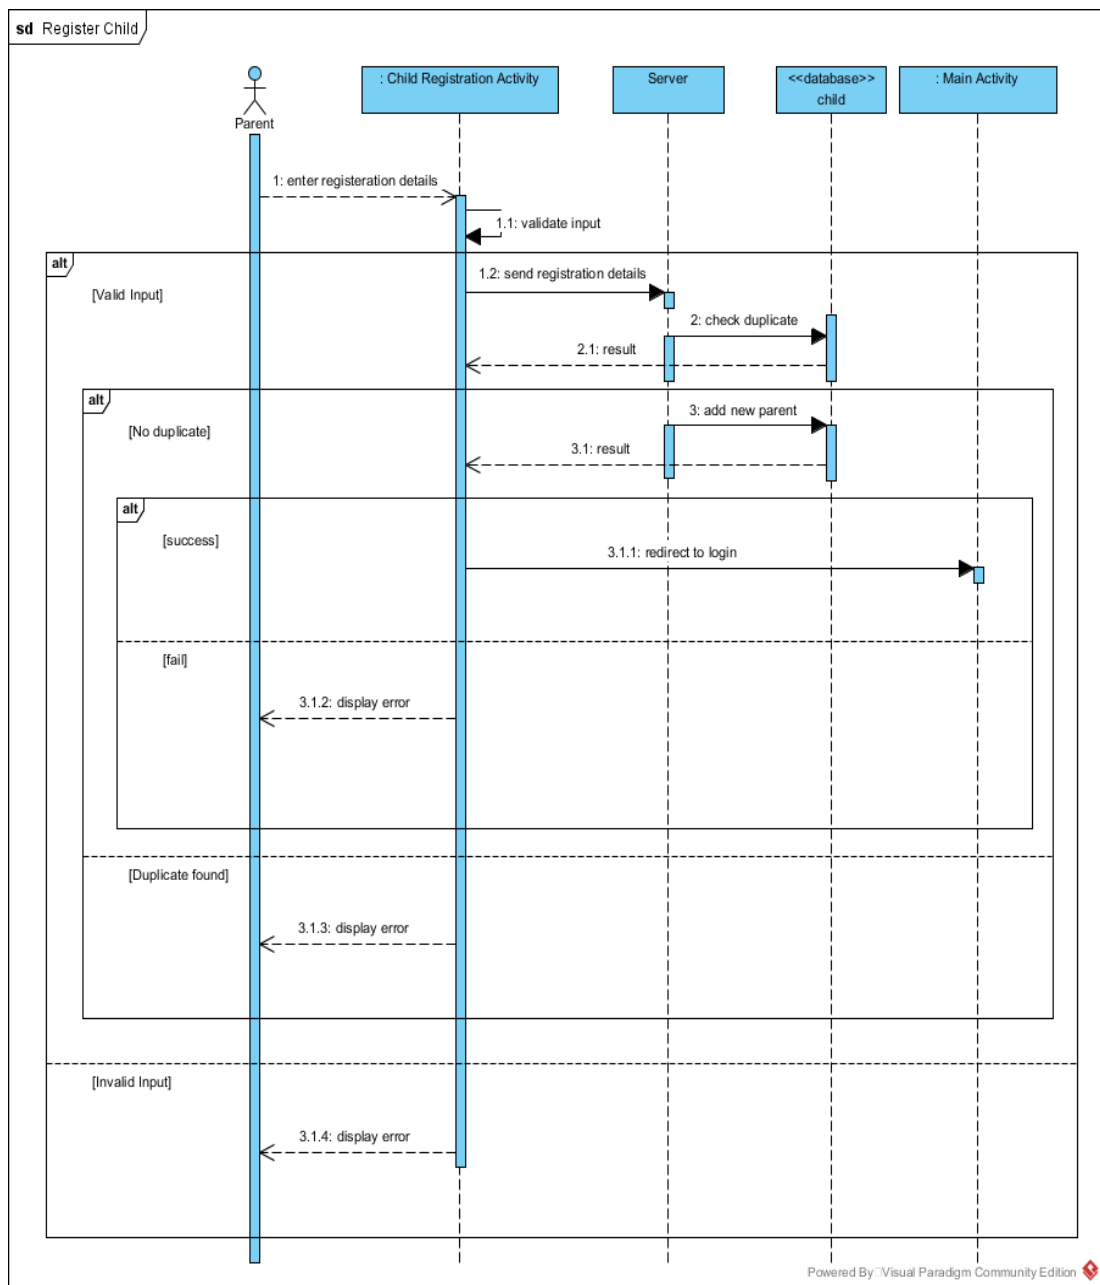 sd Register Child
Parent
: Child Registration Activity
Server
<<database>>
child
: Main Activity
1: enter registeration details
1.1: validate input
alt
[Valid Input]
1.2: send registration details
2: check duplicate
2.1: result
alt
[No duplicate]
3: add new parent
3.1: result
alt
[success]
3.1.1: redirect to login
[fail]
3.1.2: display error
[Duplicate found]
3.1.3: display error
[Invalid Input]
3.1.4: display error
Powered By Visual Paradigm Community Edition